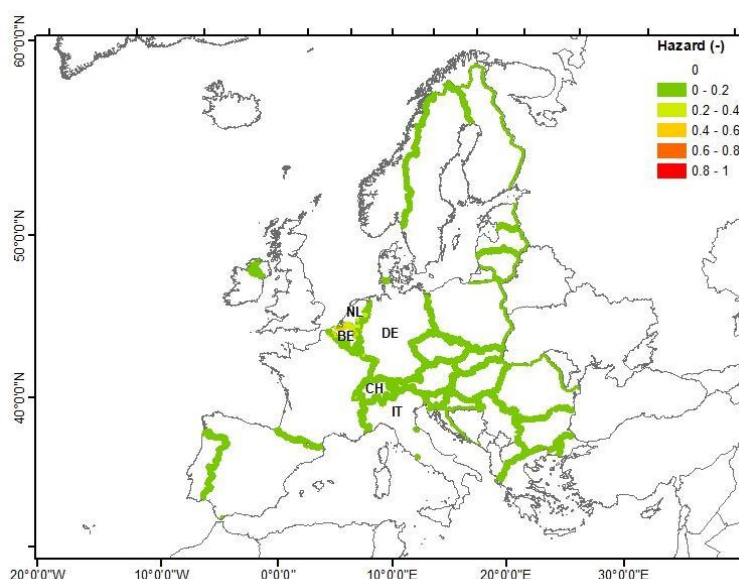 Hazard (-)
0
0 - 0.2
0.2 - 0.4
0.4 - 0.6
0.6 - 0.8
0.8 - 1
60°0'0"N
50°0'0"N
40°0'0"N
NL
BE
DE
CH
IT
20°0'0"W
10°0'0"W
0°0'0"
10°0'0"E
20°0'0"E
30°0'0"E